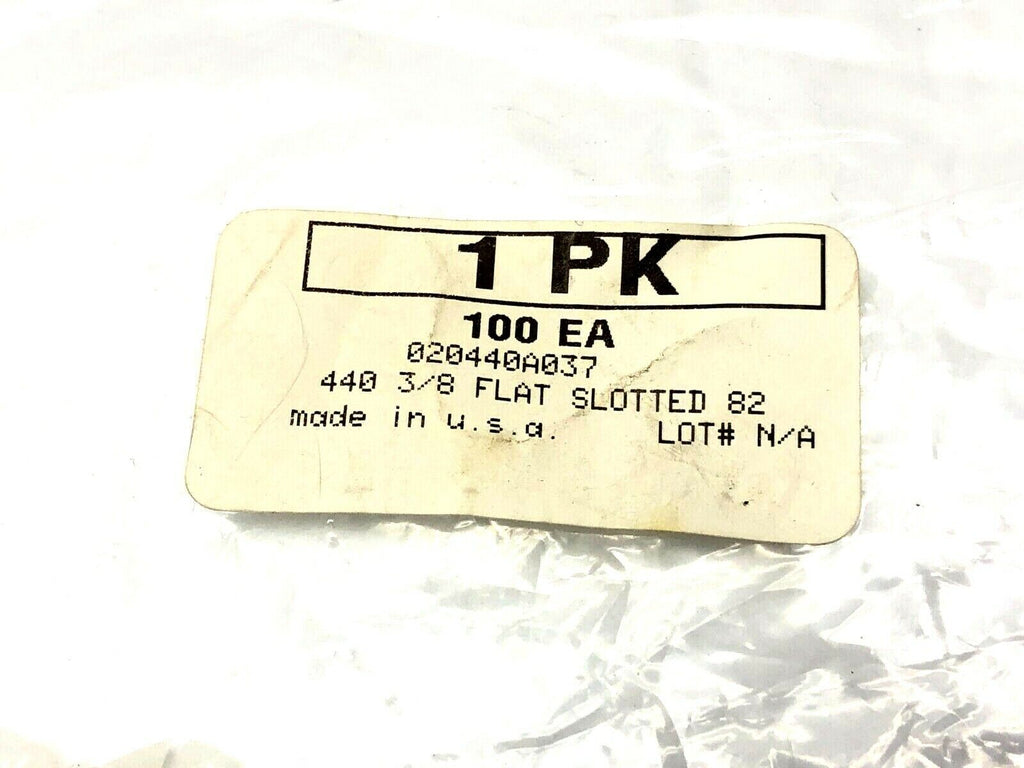 1 PK
100 EA
020440A037
440 3/8 FLAT SLOTTED 82
made in u.s.a. LOT# N/A